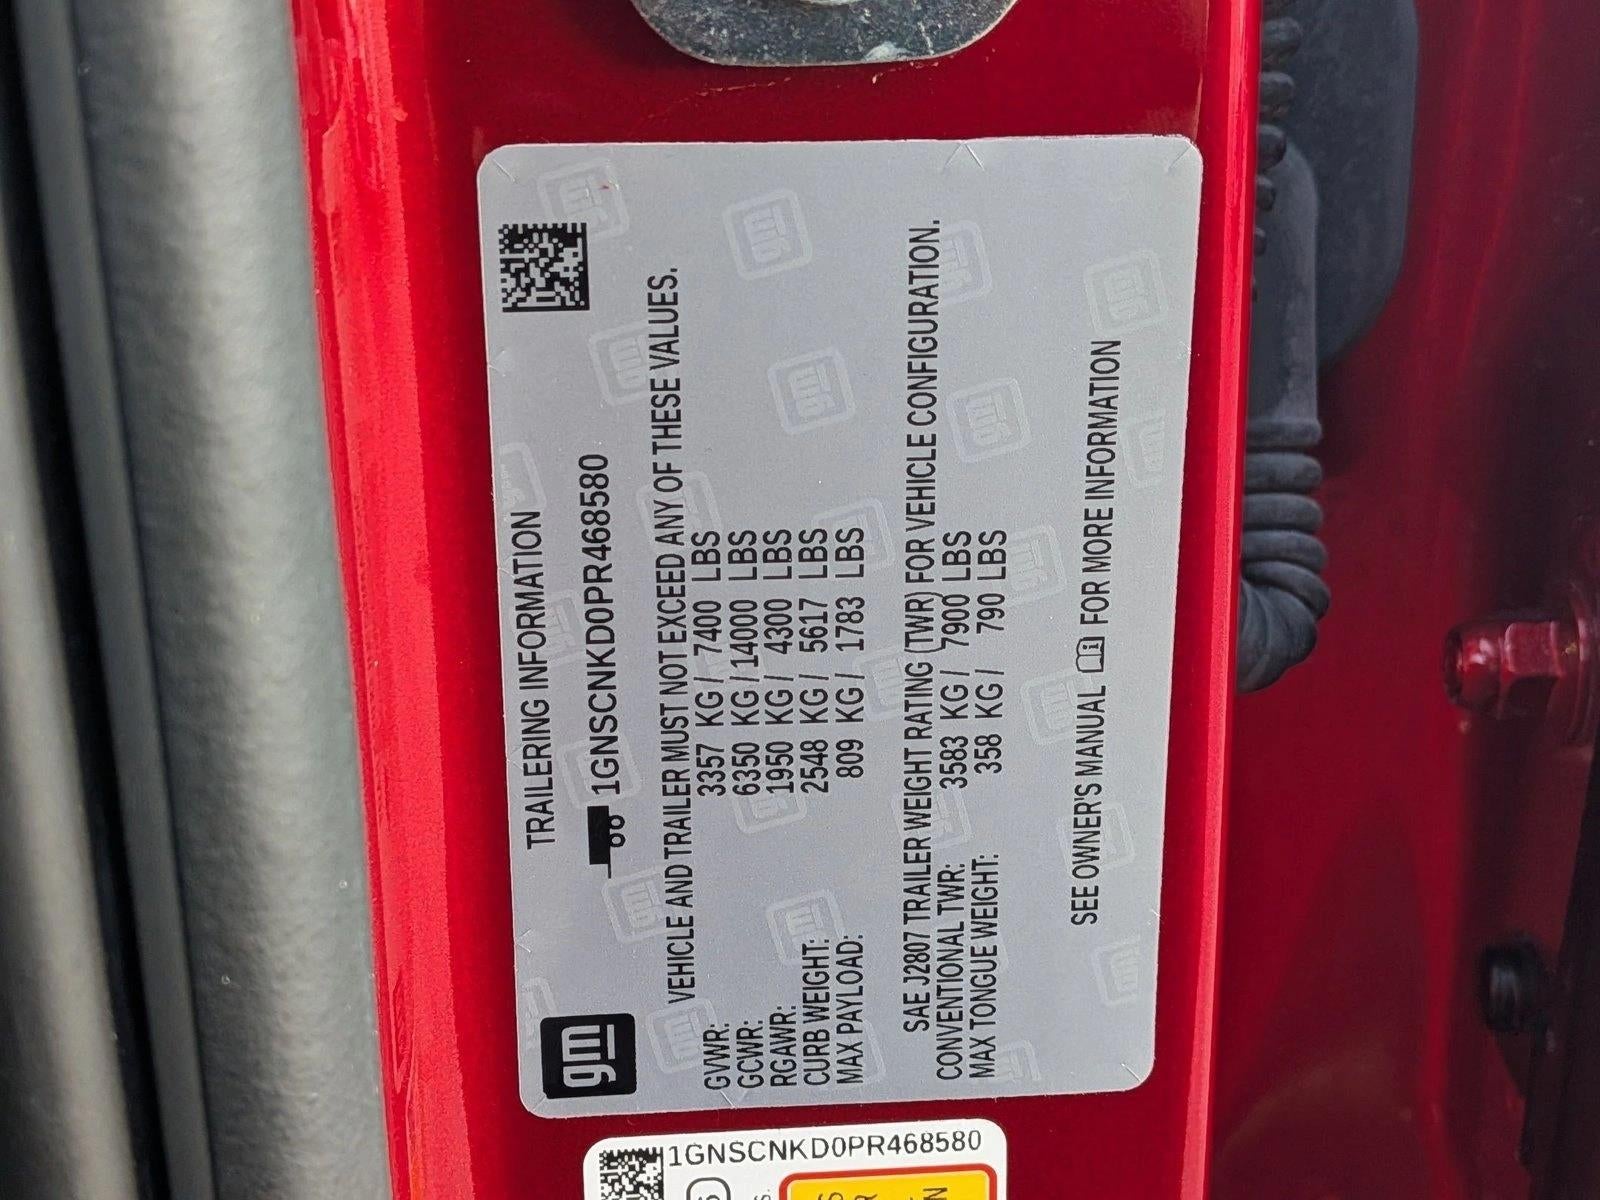 gm
TRAILERING INFORMATION
1GNSCNKD0PR468580
VEHICLE AND TRAILER MUST NOT EXCEED ANY OF THESE VALUES.
GVWR: 3357 KG / 7400 LBS
GCWR: 6350 KG / 14000 LBS
RGAWR: 1950 KG / 4300 LBS
CURB WEIGHT: 2548 KG / 5617 LBS
MAX PAYLOAD: 809 KG / 1783 LBS
SAE J2807 TRAILER WEIGHT RATING (TWR) FOR VEHICLE CONFIGURATION.
CONVENTIONAL TWR: 3583 KG / 7900 LBS
MAX TONGUE WEIGHT: 358 KG / 790 LBS
SEE OWNER'S MANUAL FOR MORE INFORMATION
1GNSCNKD0PR468580